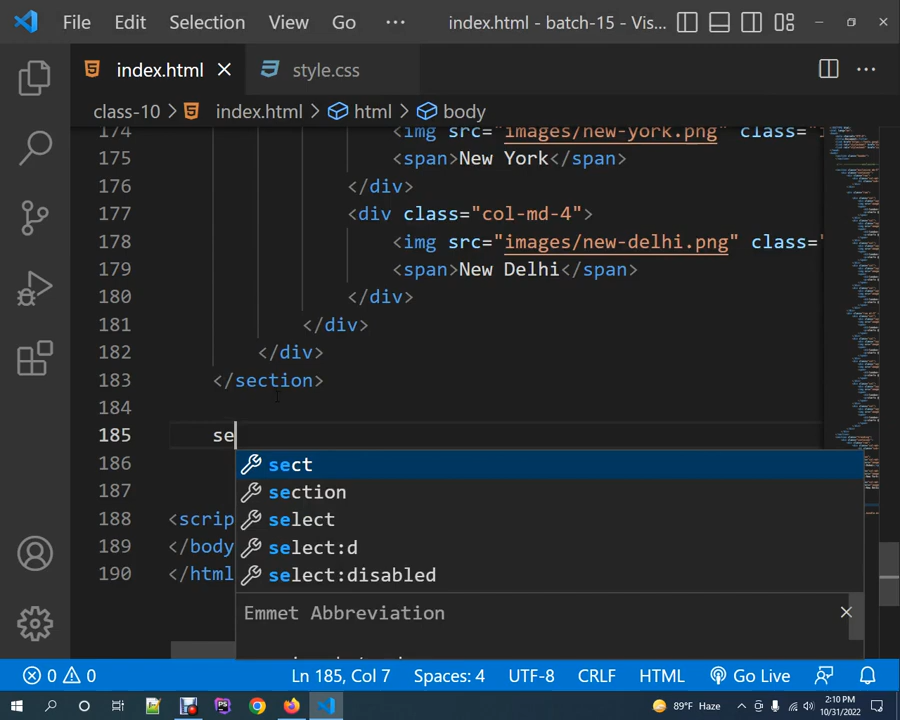 File Edit Selection View Go ··· index.html - batch-15 - Vis...
index.html style.css
class-10 > index.html > html > body
174 <img src="images/new-york.png" class="
175 <span>New York</span>
176 </div>
177 <div class="col-md-4">
178 <img src="images/new-delhi.png" class="
179 <span>New Delhi</span>
180 </div>
181 </div>
182 </div>
183 </section>
184
185 se
sect
186
section
187
select
188 <scrip
select:d
189 </body
select:disabled
190 </html
Emmet Abbreviation
0 0 Ln 185, Col 7 Spaces: 4 UTF-8 CRLF HTML Go Live
89°F Haze 2:10 PM
10/31/2022